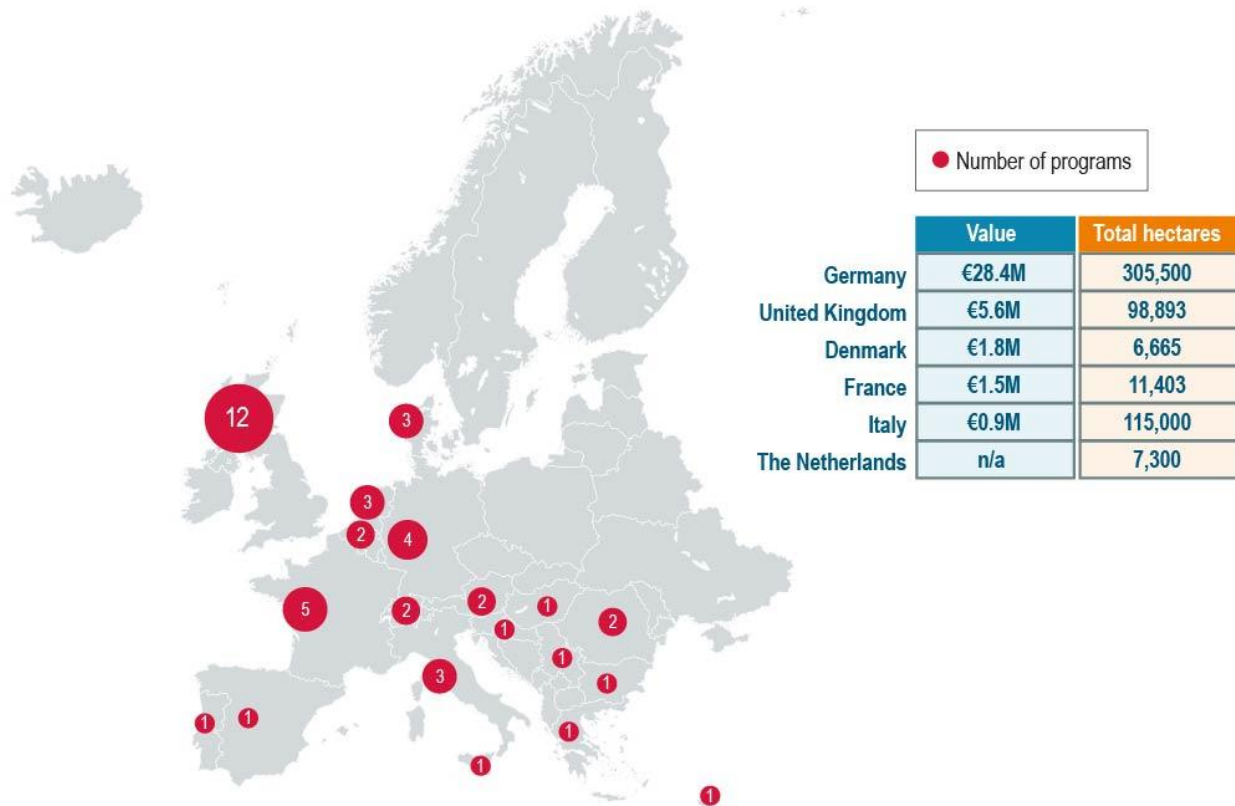 Number of programs
Value Total hectares
Germany €28.4M 305,500
United Kingdom €5.6M 98,893
Denmark €1.8M 6,665
France €1.5M 11,403
Italy €0.9M 115,000
The Netherlands n/a 7,300
12
3
3
2
4
5
2
2
1
2
1
1
1
3
1
1
1
1
1